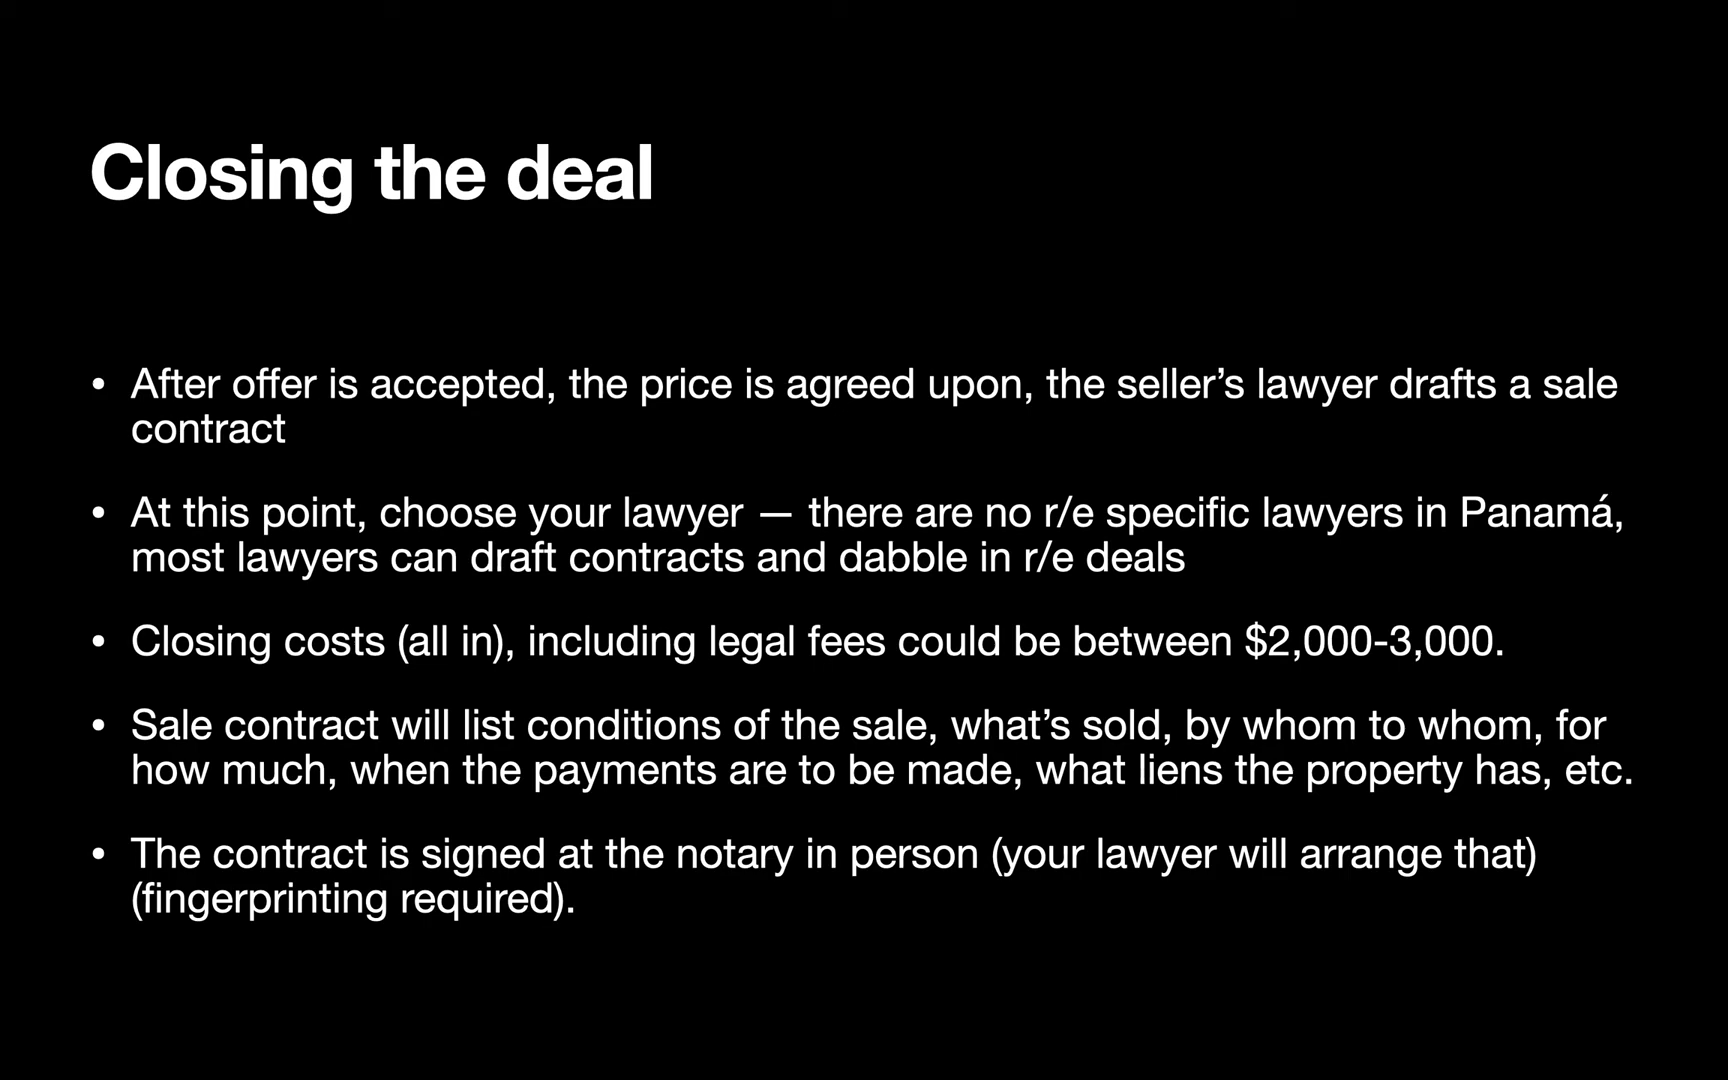 Closing the deal
• After offer is accepted, the price is agreed upon, the seller’s lawyer drafts a sale
contract
• At this point, choose your lawyer — there are no r/e specific lawyers in Panamá,
most lawyers can draft contracts and dabble in r/e deals
• Closing costs (all in), including legal fees could be between $2,000-3,000.
• Sale contract will list conditions of the sale, what’s sold, by whom to whom, for
how much, when the payments are to be made, what liens the property has, etc.
• The contract is signed at the notary in person (your lawyer will arrange that)
(fingerprinting required).